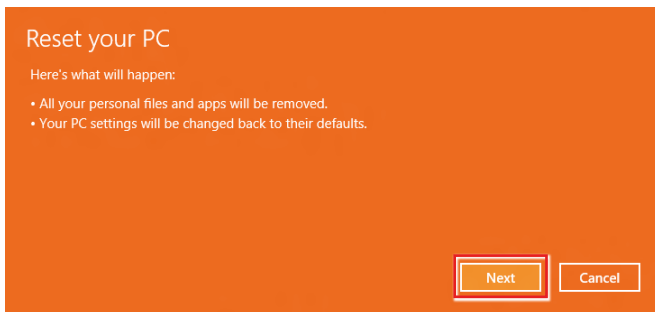 Reset your PC
Here's what will happen:
• All your personal files and apps will be removed.
• Your PC settings will be changed back to their defaults.
Next Cancel